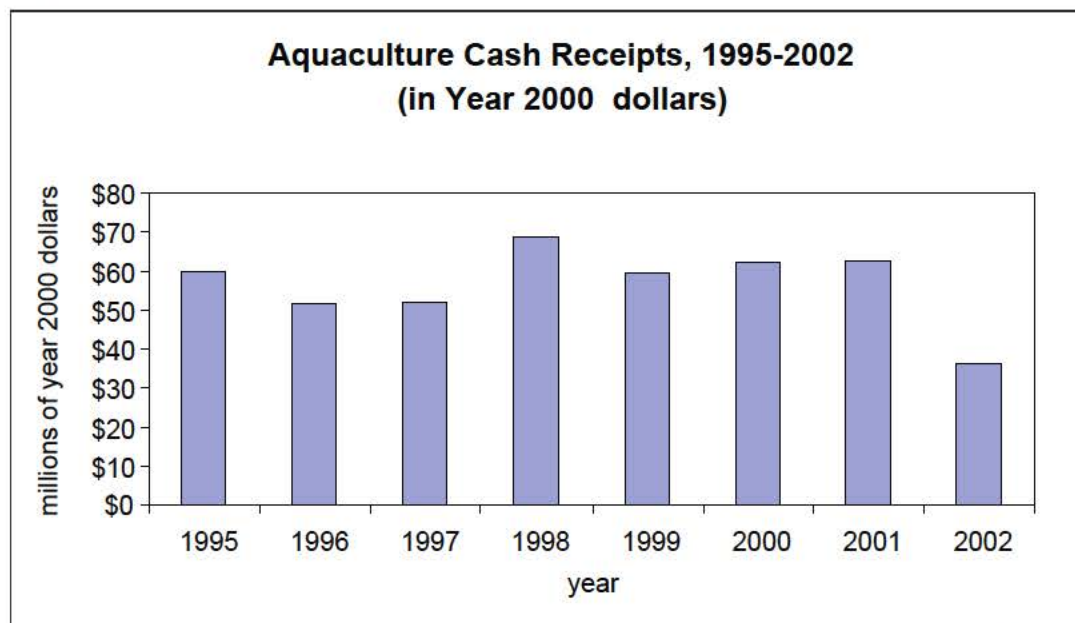 Aquaculture Cash Receipts, 1995-2002
(in Year 2000 dollars)
millions of year 2000 dollars
$80
$70
$60
$50
$40
$30
$20
$10
$0
1995 1996 1997 1998 1999 2000 2001 2002
year